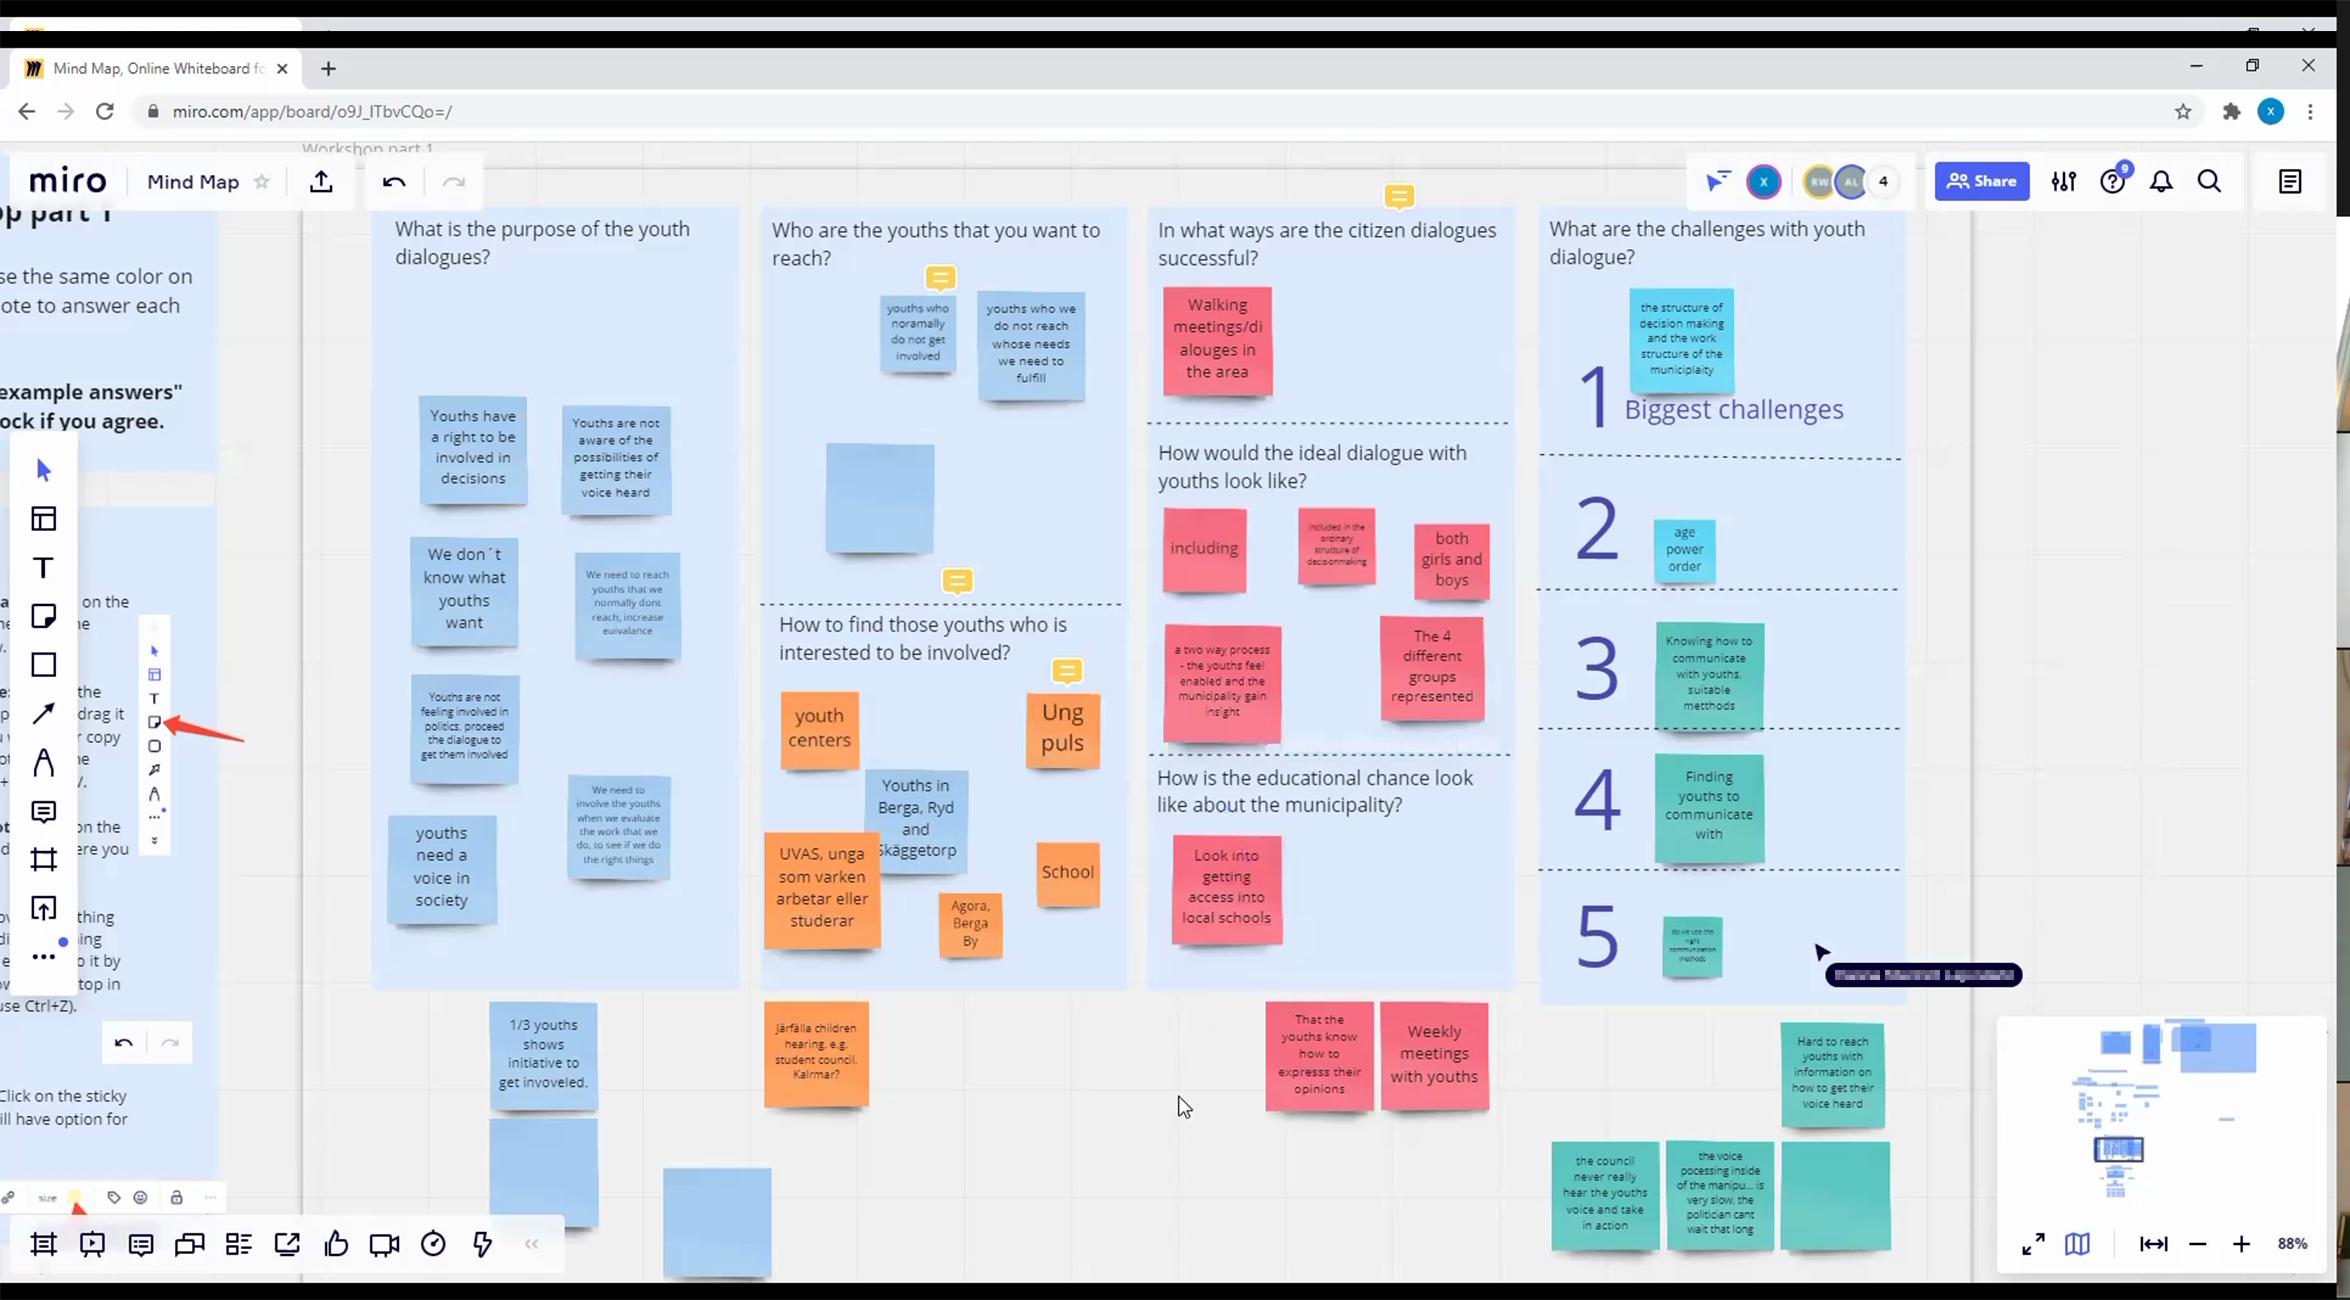 Mind Map, Online Whiteboard fo
miro.com/app/board/o9J_lTbvCQo=/
Workshop part 1
miro
Mind Map
X
RW
AL
4
Share
9
X
op part 1
se the same color on
ote to answer each
example answers"
ock if you agree.
on the
the
drag it
copy
on the
ere you
thing
it by
top in
use Ctrl+Z).
Click on the sticky
ill have option for
size
What is the purpose of the youth
dialogues?
Youths have
a right to be
involved in
decisions
Youths are not
aware of the
possibilities of
getting their
voice heard
We don´t
know what
youths
want
We need to reach
youths that we
normally dont
reach, increase
euivalance
Youths are not
feeling involved in
politics, proceed
the dialogue to
get them involved
We need to
involve the youths
when we evaluate
the work that we
do, to see if we do
the right things
youths
need a
voice in
society
1/3 youths
shows
initiative to
get invoveled.
Who are the youths that you want to
reach?
youths who
noramally
do not get
involved
youths who we
do not reach
whose needs
we need to
fulfill
How to find those youths who is
interested to be involved?
youth
centers
Ung
puls
Youths in
Berga, Ryd
and
Skäggetorp
UVAS, unga
som varken
arbetar eller
studerar
School
Agora,
Berga
By
Järfälla children
hearing, e.g.
student council.
Kalrmar?
In what ways are the citizen dialogues
successful?
Walking
meetings/di
alouges in
the area
How would the ideal dialogue with
youths look like?
including
included in the
ordinary
structure of
decisionmaking
both
girls and
boys
a two way process
- the youths feel
enabled and the
municipality gain
insight
The 4
different
groups
represented
How is the educational chance look
like about the municipality?
Look into
getting
access into
local schools
That the
youths know
how to
expresss their
opinions
Weekly
meetings
with youths
What are the challenges with youth
dialogue?
the structure of
decision making
and the work
structure of the
municiplaity
1
Biggest challenges
2
age
power
order
3
Knowing how to
communicate
with youths,
suitable
metthods
4
Finding
youths to
communicate
with
5
do we use the
right
communication
methods
Hard to reach
youths with
information on
how to get their
voice heard
the council
never really
hear the youths
voice and take
in action
the voice
pocessing inside
of the manipu... is
very slow, the
politician cant
wait that long
88%